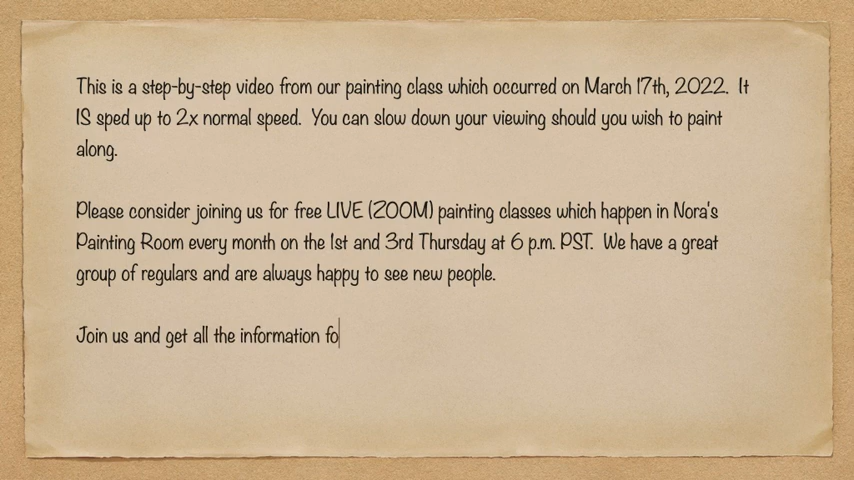 This is a step-by-step video from our painting class which occurred on March 17th, 2022.  It
IS sped up to 2x normal speed.  You can slow down your viewing should you wish to paint
along.

Please consider joining us for free LIVE (ZOOM) painting classes which happen in Nora's
Painting Room every month on the 1st and 3rd Thursday at 6 p.m. PST.  We have a great
group of regulars and are always happy to see new people.

Join us and get all the information fo